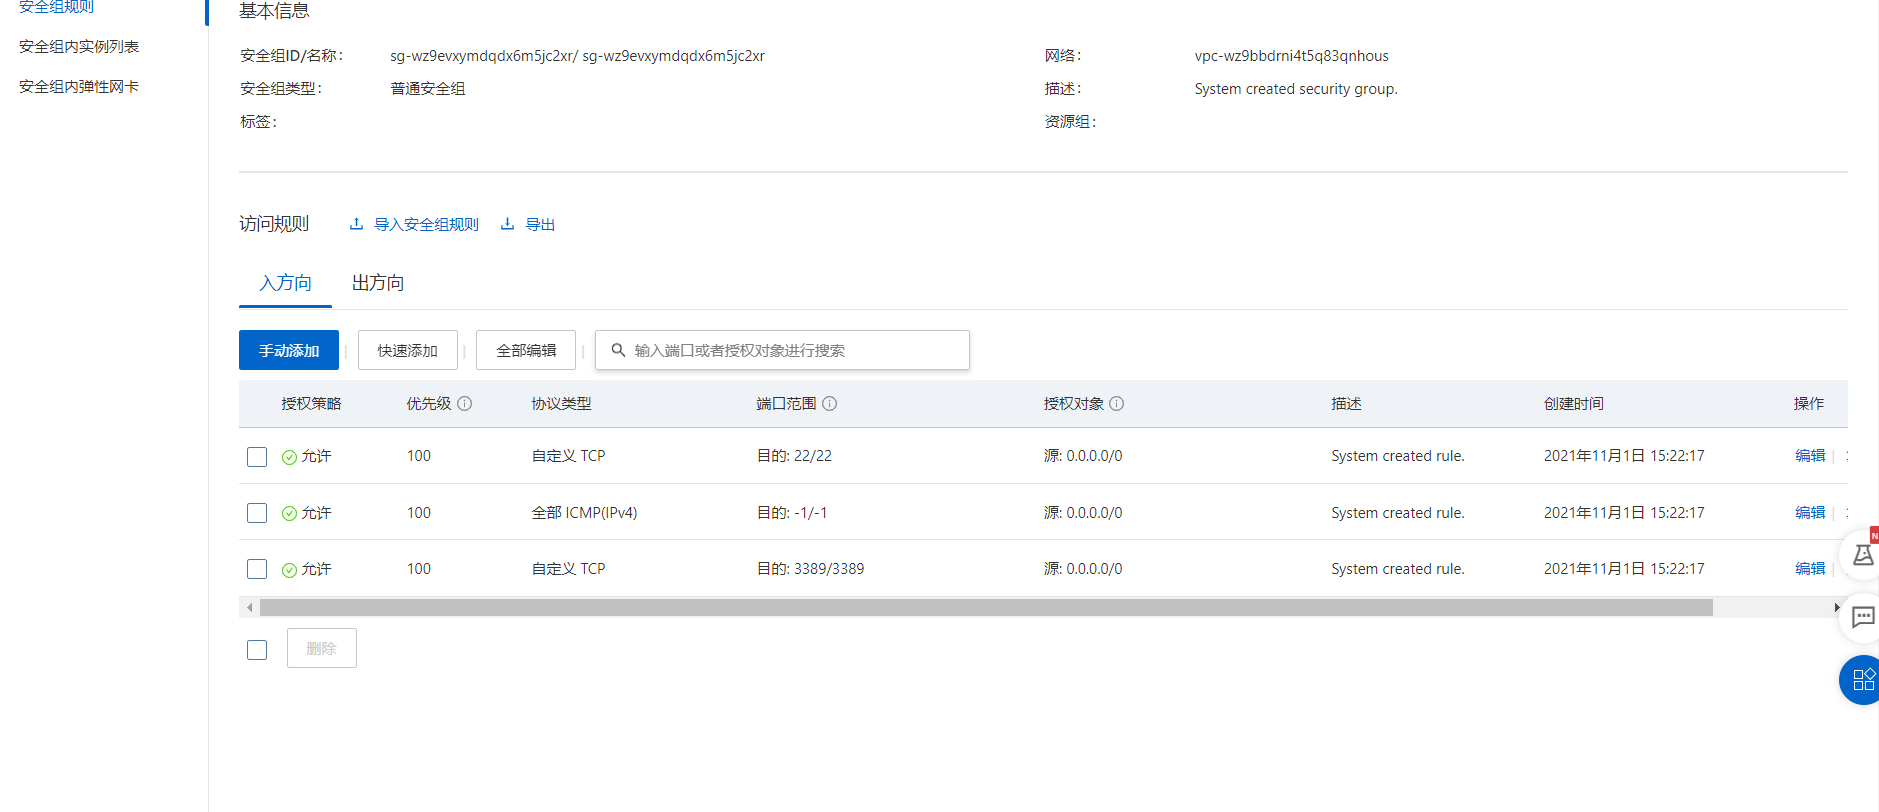 安全组规则
安全组内实例列表
安全组内弹性网卡
基本信息
安全组ID/名称： sg-wz9evxymdqdx6m5jc2xr/ sg-wz9evxymdqdx6m5jc2xr 网络： vpc-wz9bbdrni4t5q83qnhous
安全组类型： 普通安全组 描述： System created security group.
标签： 资源组：
访问规则 导入安全组规则 导出
入方向 出方向
手动添加 快速添加 全部编辑 输入端口或者授权对象进行搜索
授权策略 优先级 协议类型 端口范围 授权对象 描述 创建时间 操作
允许 100 自定义 TCP 目的: 22/22 源: 0.0.0.0/0 System created rule. 2021年11月1日 15:22:17 编辑
允许 100 全部 ICMP(IPv4) 目的: -1/-1 源: 0.0.0.0/0 System created rule. 2021年11月1日 15:22:17 编辑
允许 100 自定义 TCP 目的: 3389/3389 源: 0.0.0.0/0 System created rule. 2021年11月1日 15:22:17 编辑
N
删除